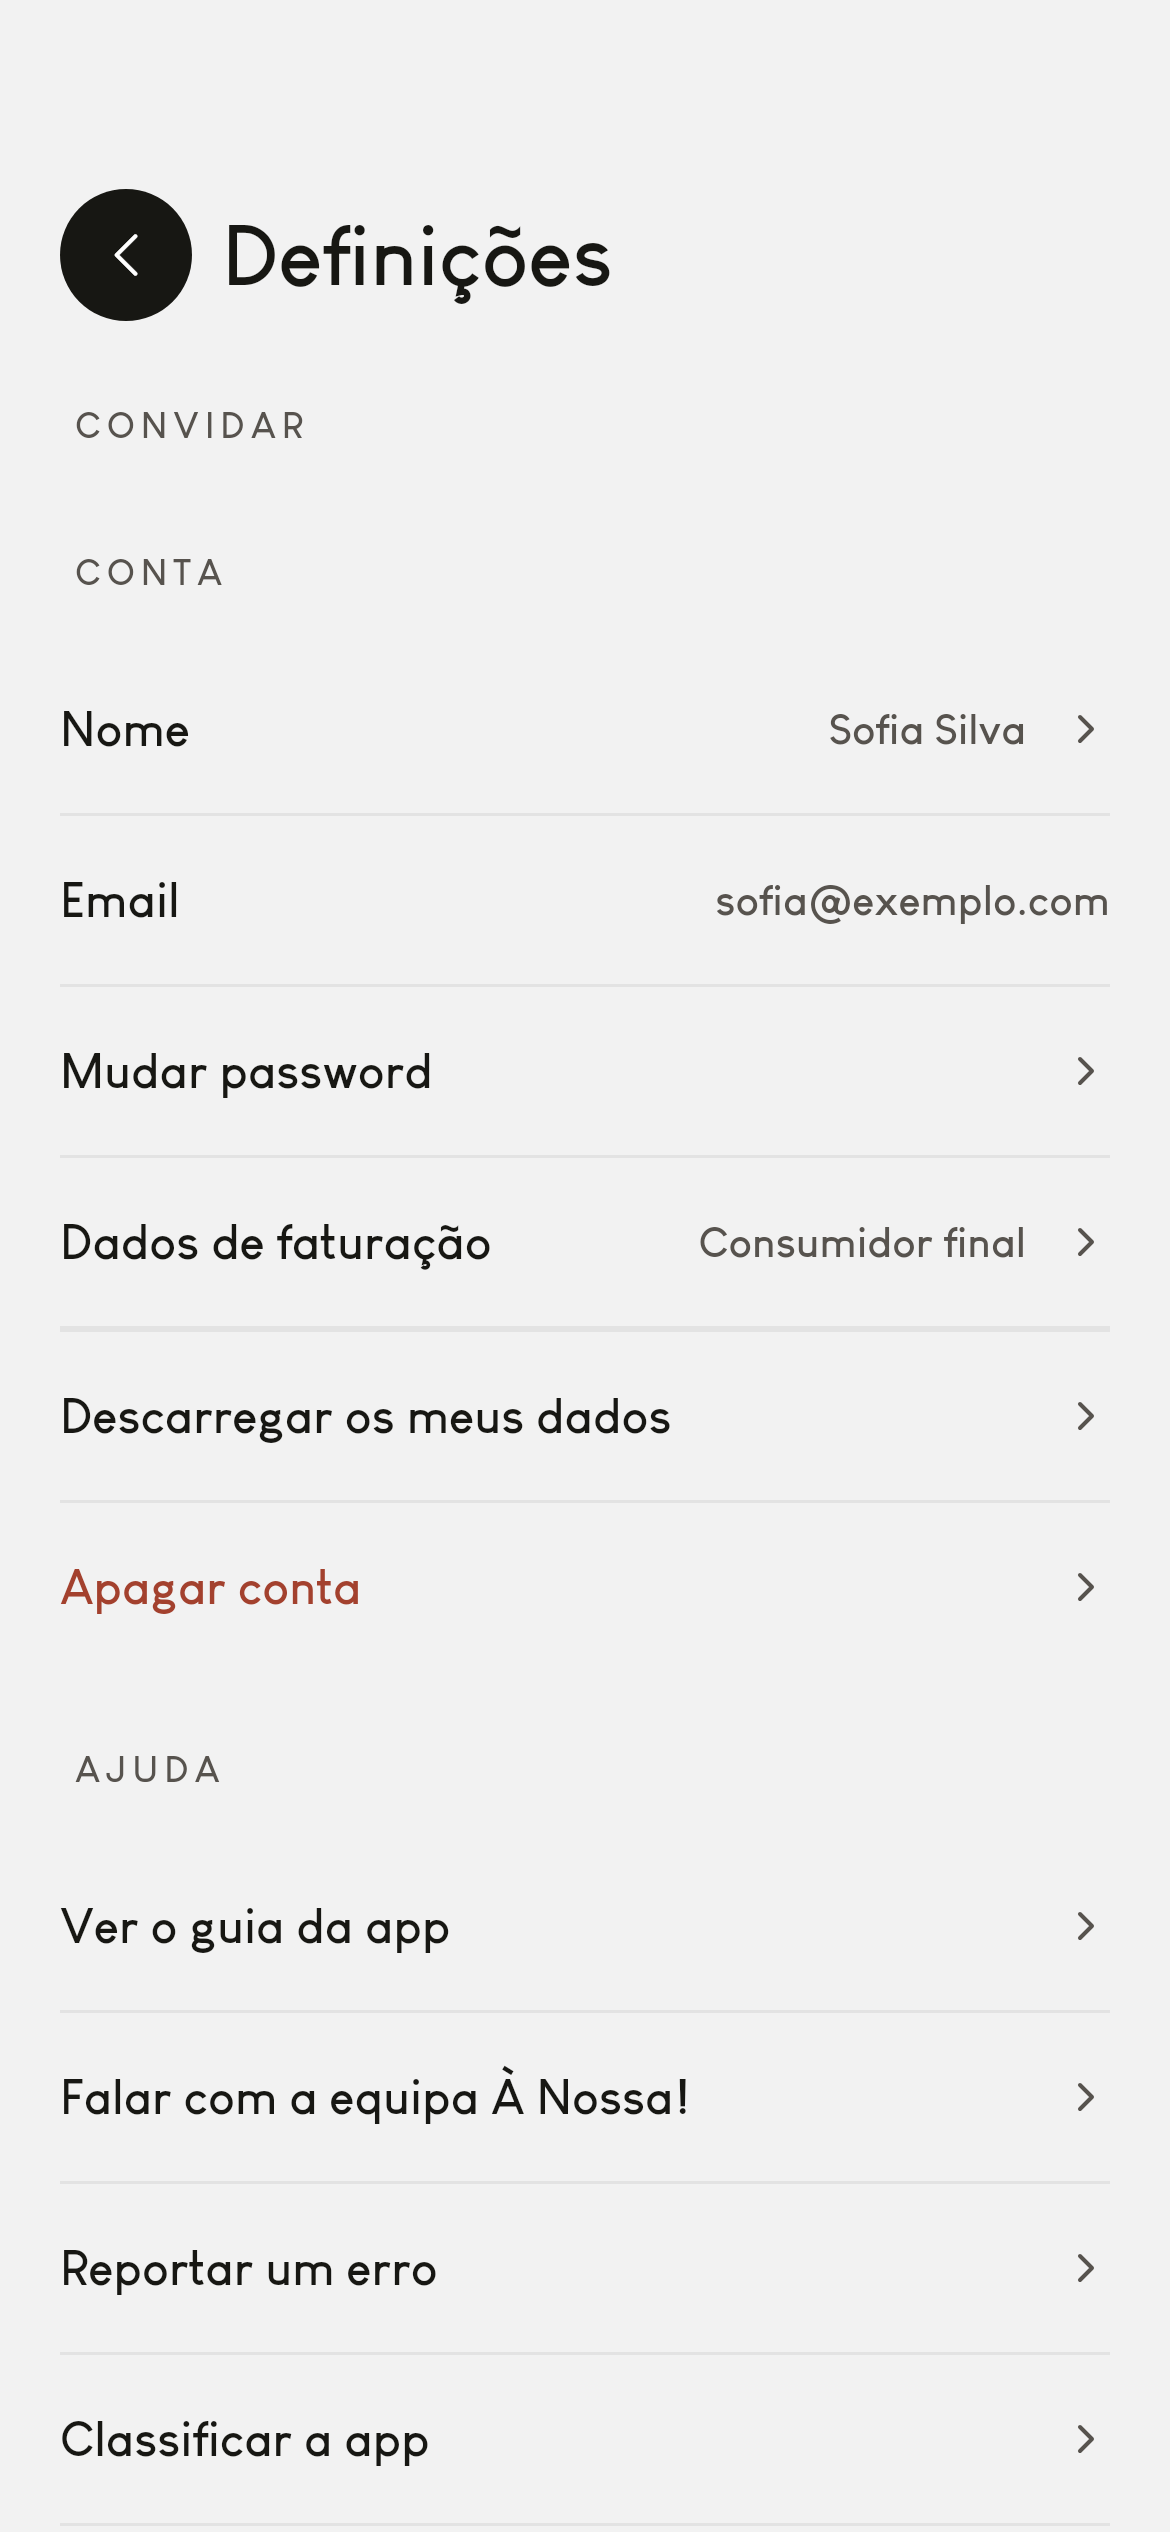 Definições
CONVIDAR
CONTA
Nome Sofia Silva
Email sofia@exemplo.com
Mudar password
Dados de faturação Consumidor final
Descarregar os meus dados
Apagar conta
AJUDA
Ver o guia da app
Falar com a equipa À Nossa!
Reportar um erro
Classificar a app